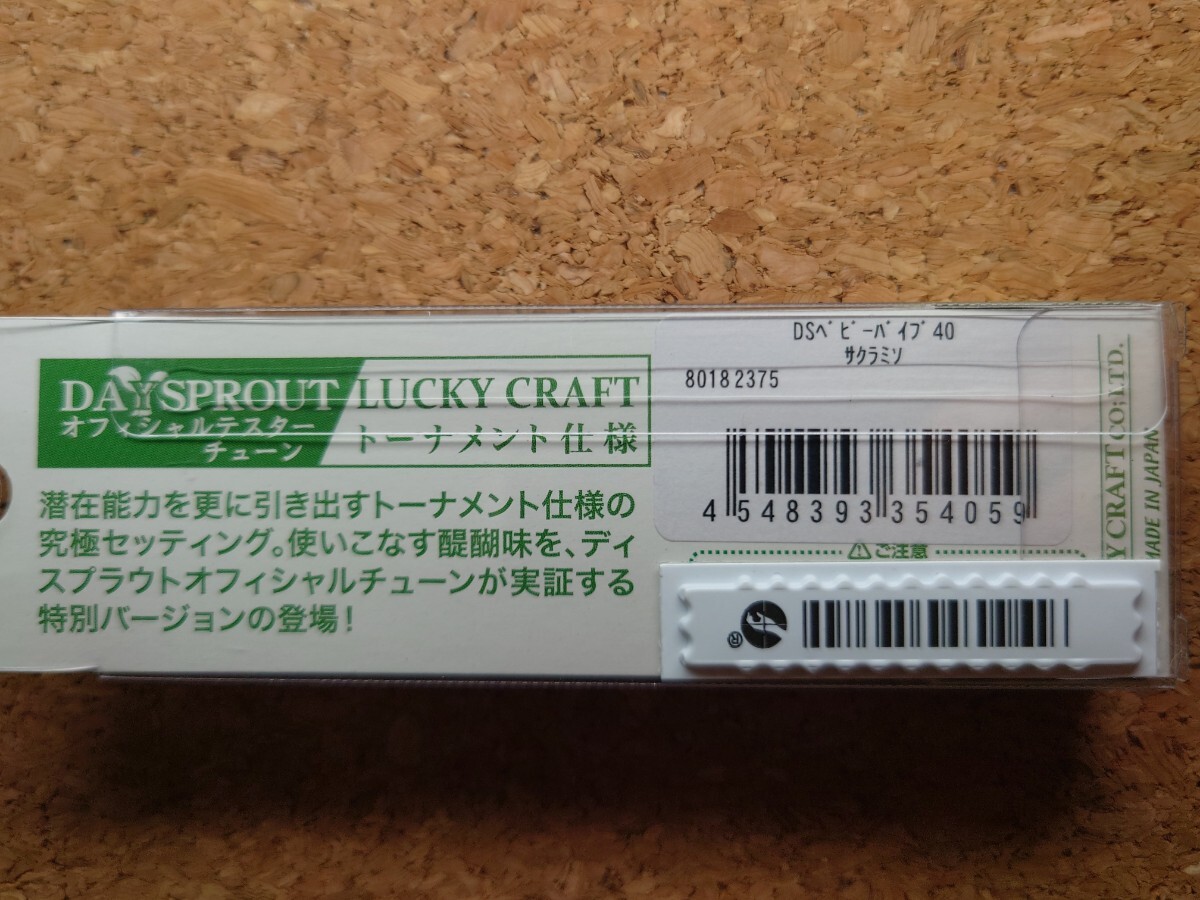 DAYSPROUT
オフィシャルテスター
チューン
LUCKY CRAFT
トーナメント仕様
潜在能力を更に引き出すトーナメント仕様の
究極セッティング。使いこなす醍醐味を、ディ
スプラウトオフィシャルチューンが実証する
特別バージョンの登場!
DSﾍﾞﾋﾞｰﾊﾞｲﾌﾞ40
ｻｸﾗﾐｿ
80182375
4 548393 354059
ご注意
Y CRAFT CO.,LTD.
MADE IN JAPAN
®